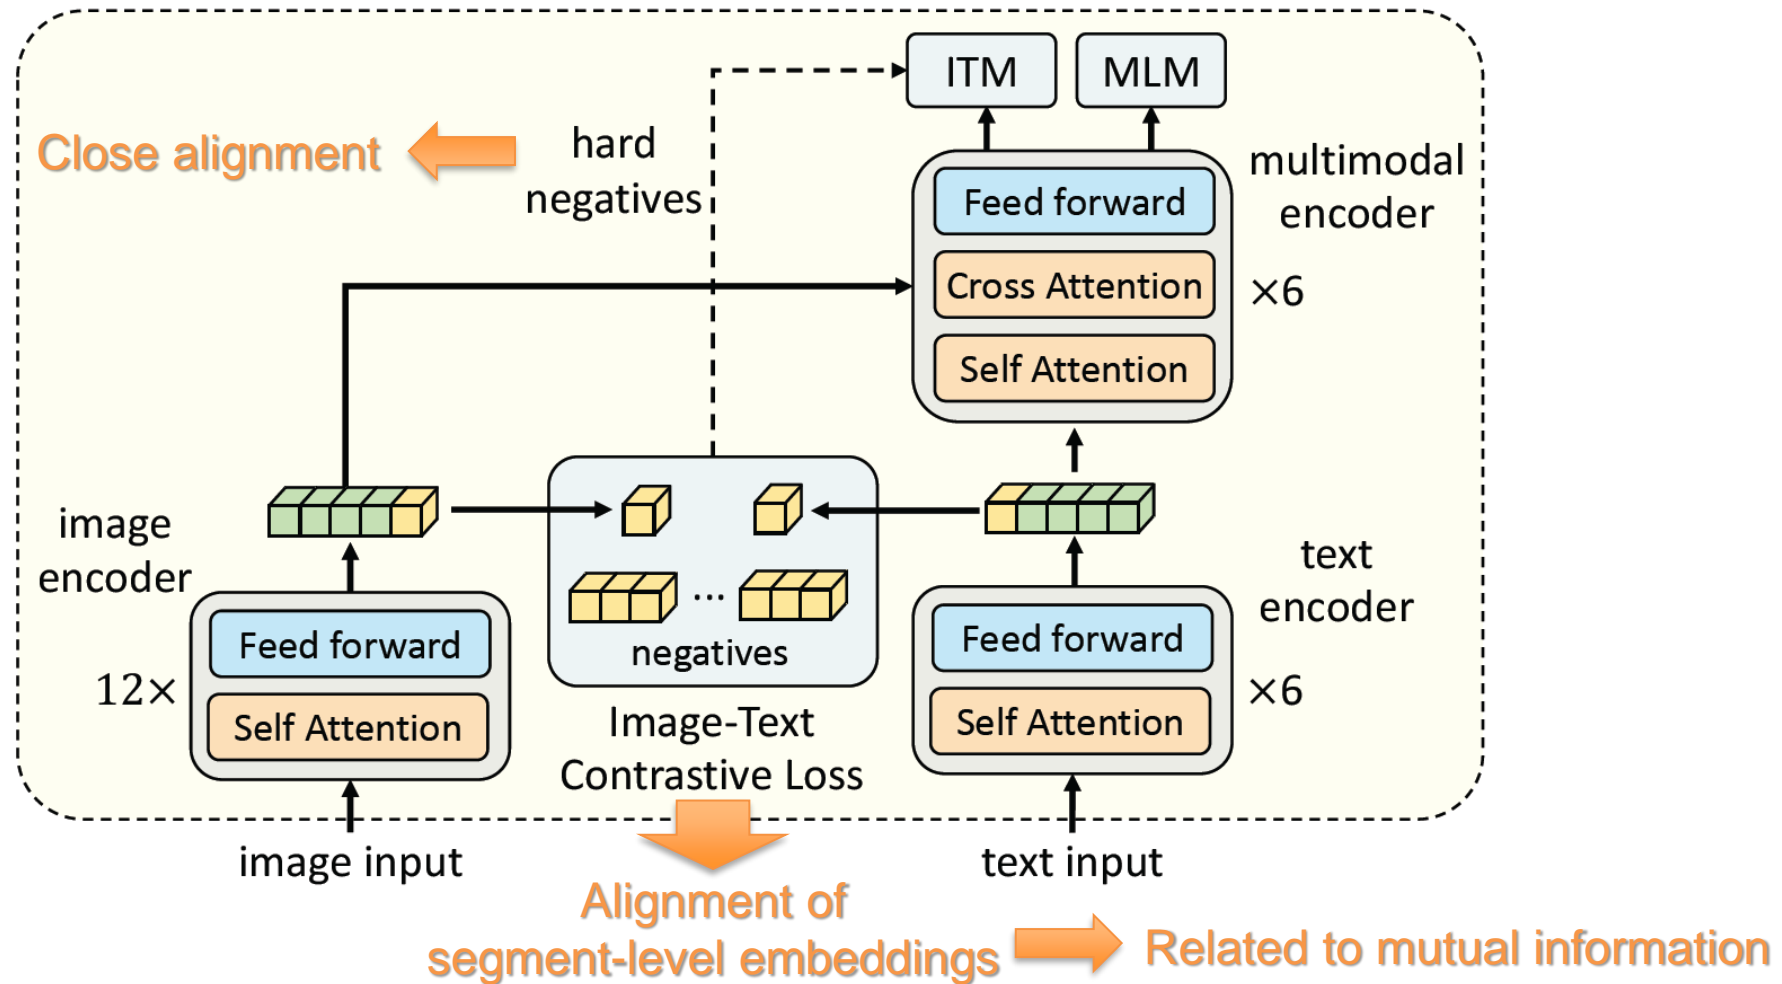 ITM
MLM
Close alignment
hard
negatives
multimodal
encoder
Feed forward
Cross Attention
×6
Self Attention
image
encoder
text
encoder
...
negatives
Feed forward
Self Attention
12×
Feed forward
Self Attention
×6
Image-Text
Contrastive Loss
image input
text input
Alignment of
segment-level embeddings
Related to mutual information